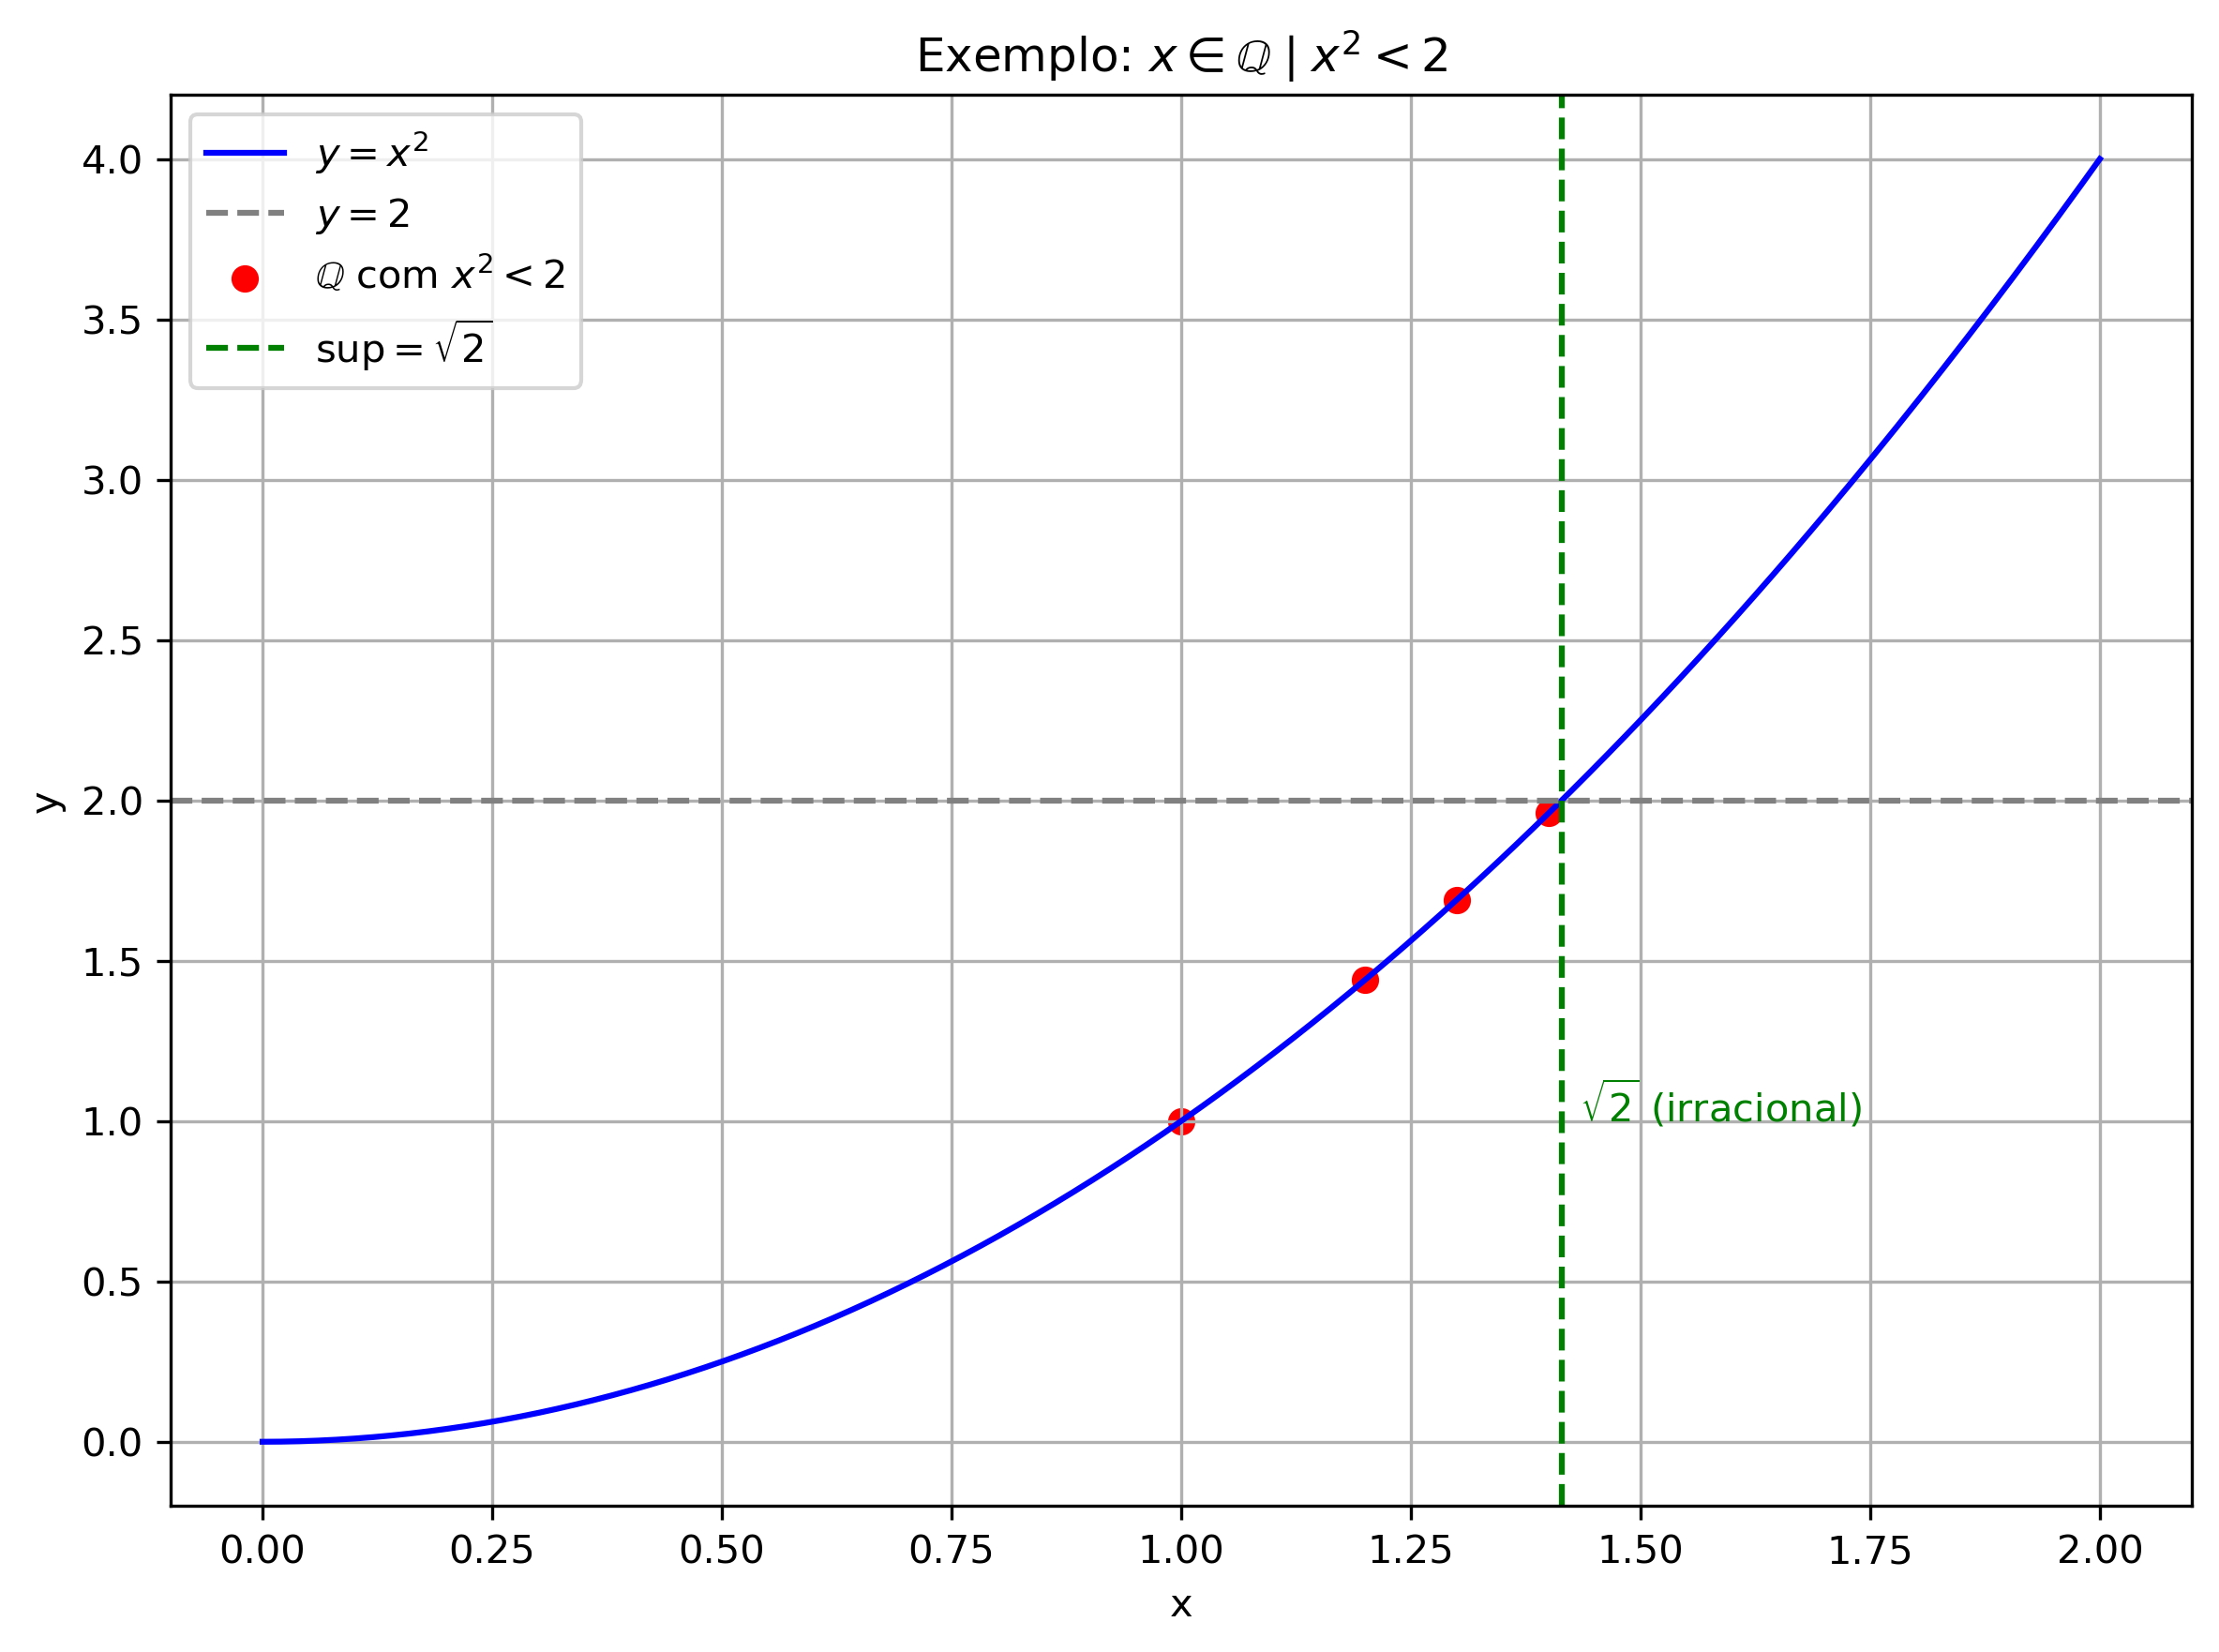 Exemplo: x ∈ ℚ | x² < 2
y = x²
y = 2
ℚ com x² < 2
sup = √2
4.0
3.5
3.0
2.5
2.0
1.5
1.0
0.5
0.0
y
√2 (irracional)
0.00 0.25 0.50 0.75 1.00 1.25 1.50 1.75 2.00
x